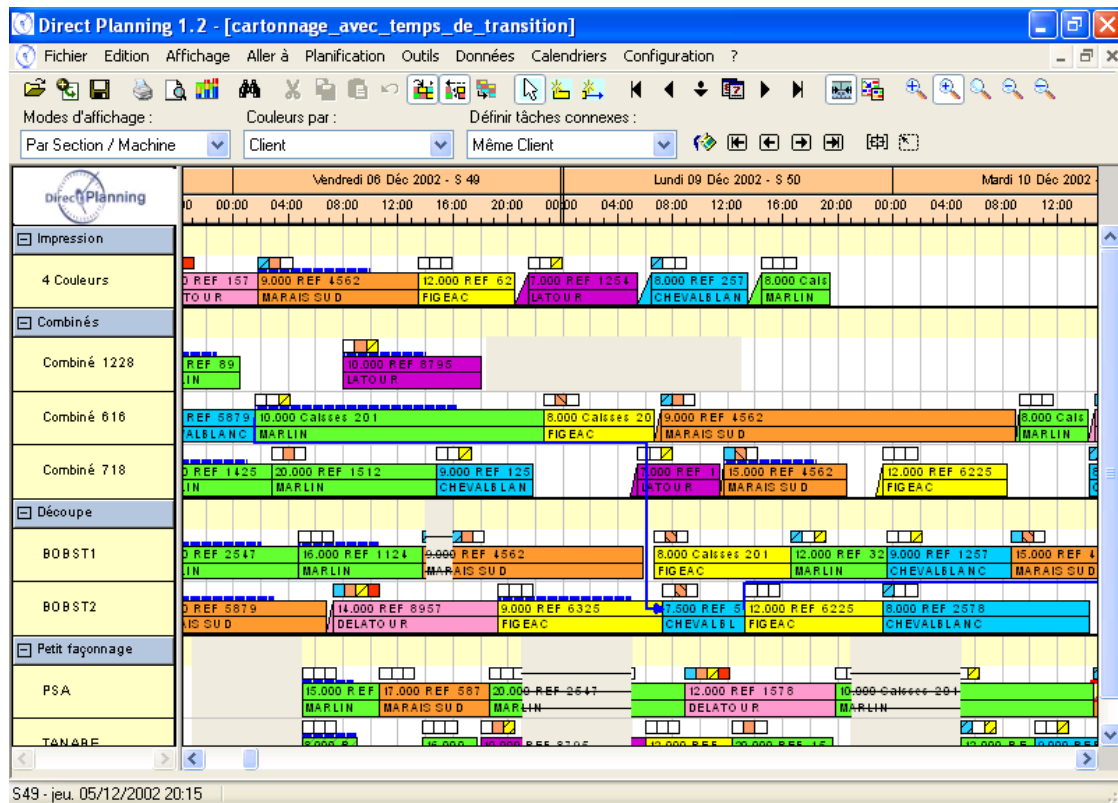 Direct Planning 1.2 - [cartonnage_avec_temps_de_transition]
Fichier Edition Affichage Aller à Planification Outils Données Calendriers Configuration ?
Modes d'affichage : Couleurs par : Définir tâches connexes :
Par Section / Machine Client Même Client
Direct Planning
Vendredi 06 Déc 2002 - S 49 Lundi 09 Déc 2002 - S 50 Mardi 10 Déc 2002 -
00:00 04:00 08:00 12:00 16:00 20:00 00:00 04:00 08:00 12:00 16:00 20:00 00:00 04:00 08:00 12:00
Impression
4 Couleurs
REF 157 9.000 REF 4562 12.000 REF 62 7.000 REF 1254 8.000 REF 257 8.000 Cais
TOUR MARAIS SUD FIGEAC LATOUR CHEVALBLAN MARLIN
Combinés
Combiné 1228
REF 89 10.000 REF 8795
LIN LATOUR
Combiné 616
REF 5879 10.000 Caisses 201 8.000 Caisses 20 9.000 REF 4562 8.000 Cais
VALBLANC MARLIN FIGEAC MARAIS SUD MARLIN
Combiné 718
REF 1425 20.000 REF 1512 9.000 REF 125 7.000 REF 1 15.000 REF 4562 12.000 REF 6225
LIN MARLIN CHEVALBLAN LATOUR MARAIS SUD FIGEAC
Découpe
BOBST1
REF 2547 16.000 REF 1124 9.000 REF 4562 8.000 Caisses 201 12.000 REF 32 9.000 REF 1257 15.000 REF 4
LIN MARLIN MARAIS SUD FIGEAC MARLIN CHEVALBLANC MARAIS SUD
BOBST2
REF 5879 14.000 REF 8957 9.000 REF 6325 7.500 REF 5 12.000 REF 6225 8.000 REF 2578
AIS SUD DELATOUR FIGEAC CHEVALBL FIGEAC CHEVALBLANC
Petit façonnage
PSA
15.000 REF 17.000 REF 587 20.000 REF 2547 12.000 REF 1578 10.000 Caisses 201
MARLIN MARAIS SUD MARLIN DELATOUR MARLIN
TANABE
S49 - jeu. 05/12/2002 20:15